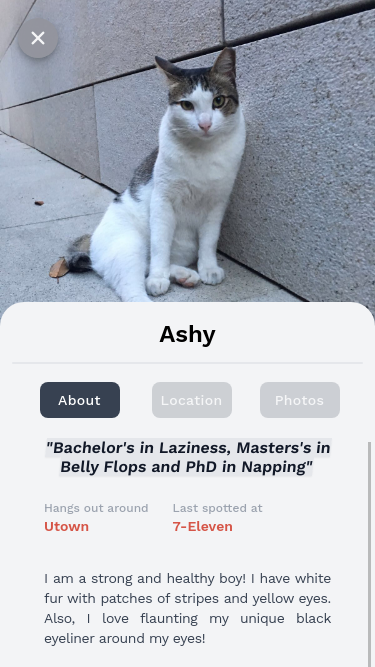 Ashy
About
Location
Photos
"Bachelor's in Laziness, Masters's in
Belly Flops and PhD in Napping"
Hangs out around
Utown
Last spotted at
7-Eleven
I am a strong and healthy boy! I have white
fur with patches of stripes and yellow eyes.
Also, I love flaunting my unique black
eyeliner around my eyes!